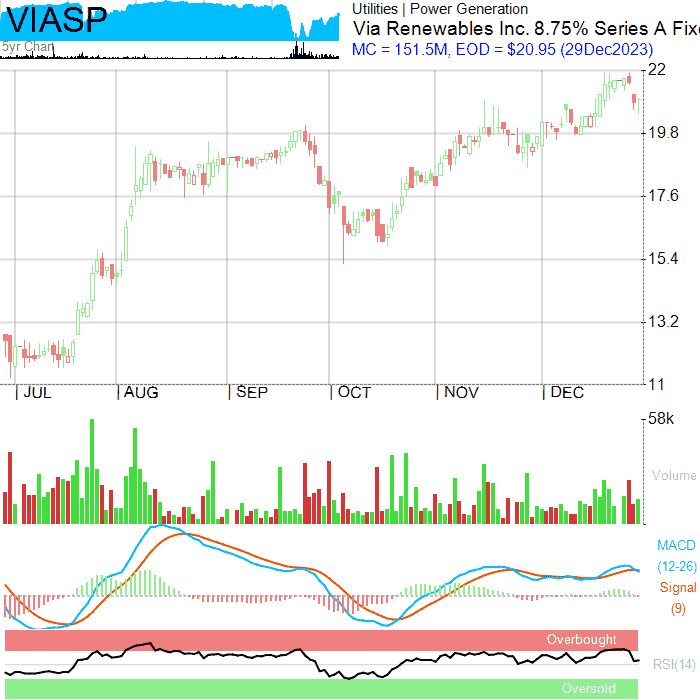 VIASP
5yr Chart
Utilities | Power Generation
Via Renewables Inc. 8.75% Series A Fixe
MC = 151.5M, EOD = $20.95 (29Dec2023)
22
19.8
17.6
15.4
13.2
11
|JUL |AUG |SEP |OCT |NOV |DEC
58k
Volume
MACD
(12-26)
Signal
(9)
Overbought
RSI(14)
Oversold